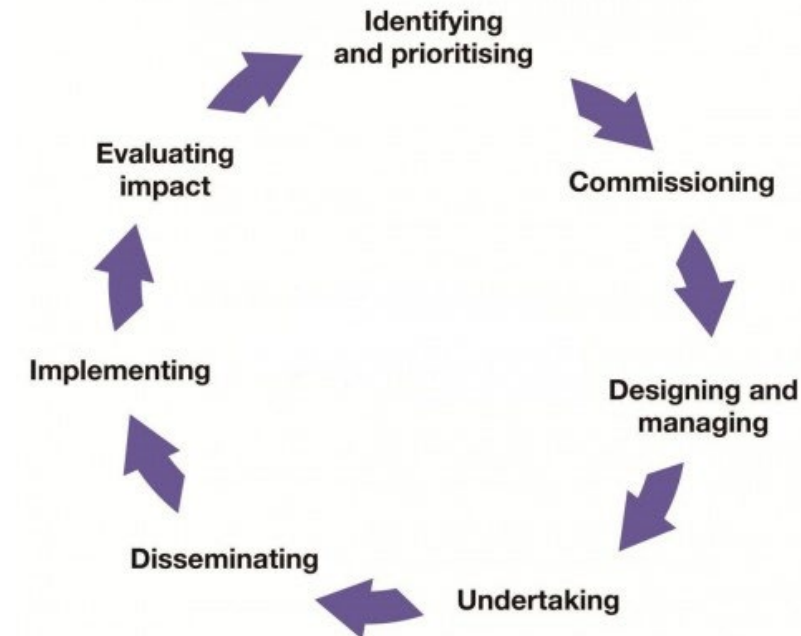 Identifying
and prioritising
Commissioning
Designing and
managing
Undertaking
Disseminating
Implementing
Evaluating
impact